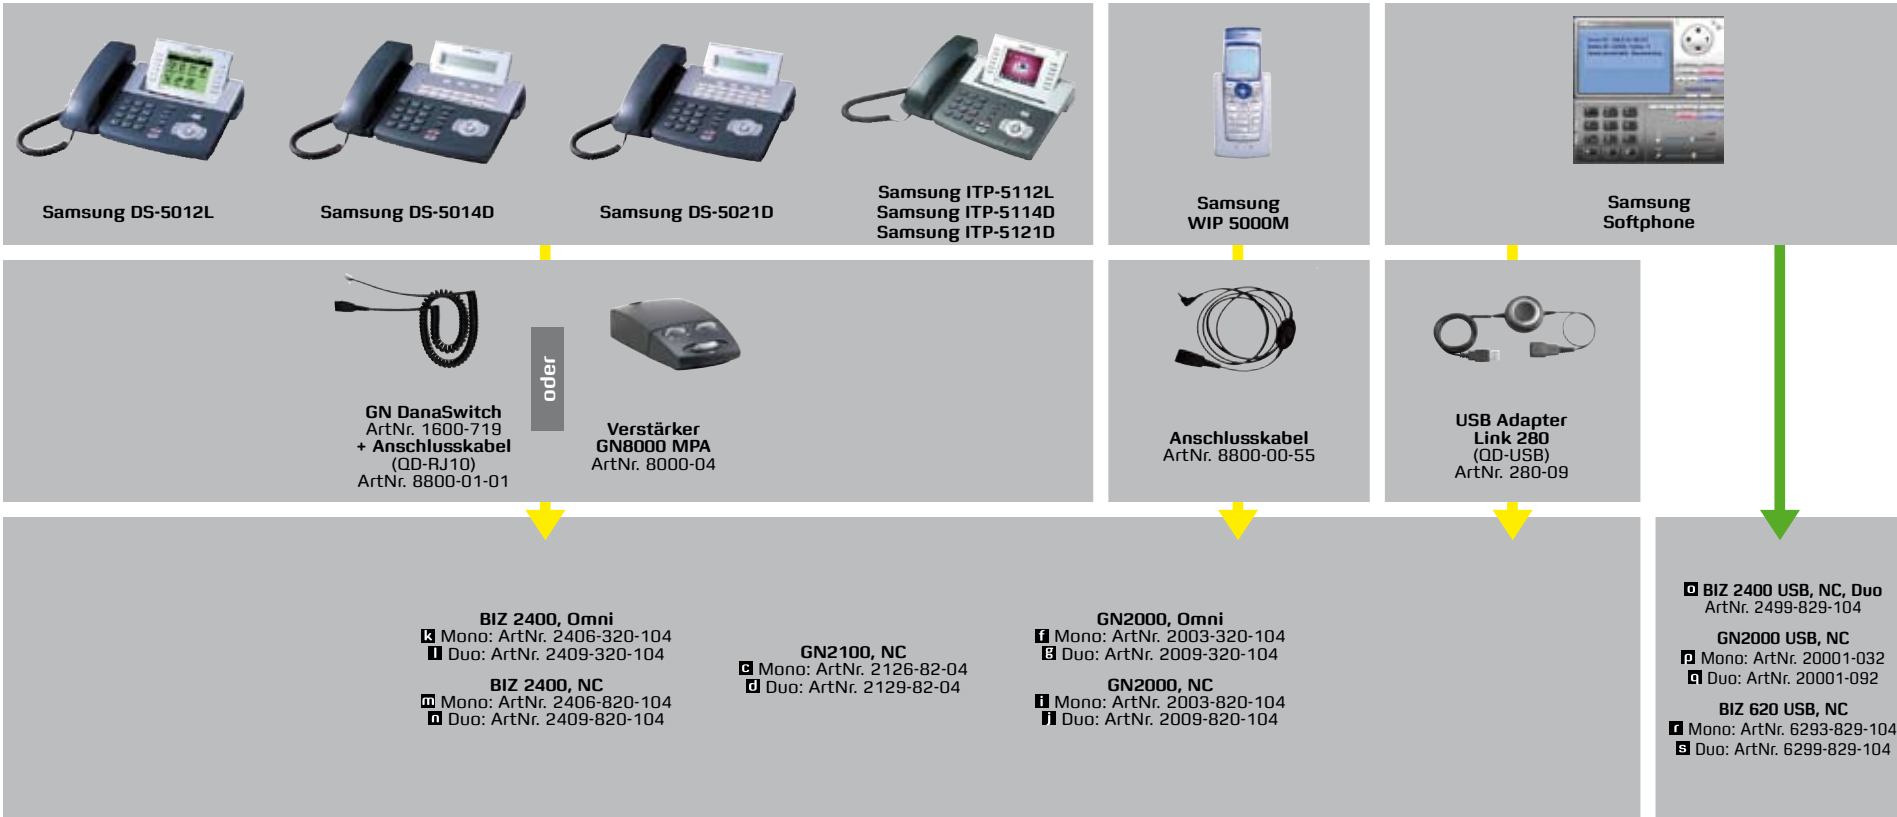 Samsung DS-5012L
Samsung DS-5014D
Samsung DS-5021D
Samsung ITP-5112L
Samsung ITP-5114D
Samsung ITP-5121D
Samsung
WIP 5000M
Samsung
Softphone
GN DanaSwitch
ArtNr. 1600-719
+ Anschlusskabel
(QD-RJ10)
ArtNr. 8800-01-01
oder
Verstärker
GN8000 MPA
ArtNr. 8000-04
Anschlusskabel
ArtNr. 8800-00-55
USB Adapter
Link 280
(QD-USB)
ArtNr. 280-09
BIZ 2400, Omni
k Mono: ArtNr. 2406-320-104
l Duo: ArtNr. 2409-320-104
BIZ 2400, NC
m Mono: ArtNr. 2406-820-104
n Duo: ArtNr. 2409-820-104
GN2100, NC
c Mono: ArtNr. 2126-82-04
d Duo: ArtNr. 2129-82-04
GN2000, Omni
f Mono: ArtNr. 2003-320-104
g Duo: ArtNr. 2009-320-104
GN2000, NC
i Mono: ArtNr. 2003-820-104
j Duo: ArtNr. 2009-820-104
o BIZ 2400 USB, NC, Duo
ArtNr. 2499-829-104
GN2000 USB, NC
p Mono: ArtNr. 20001-032
q Duo: ArtNr. 20001-092
BIZ 620 USB, NC
r Mono: ArtNr. 6293-829-104
s Duo: ArtNr. 6299-829-104